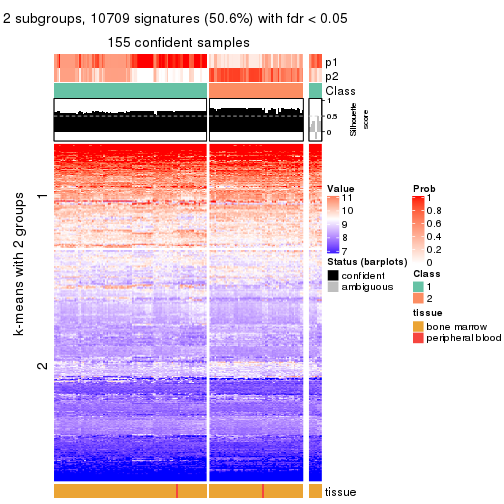 2 subgroups, 10709 signatures (50.6%) with fdr < 0.05
155 confident samples
p1
p2
Class
1
0.5
0
Silhouette
score
k-means with 2 groups
1
2
Value
11
10
9
8
7
Status (barplots)
confident
ambiguous
Prob
1
0.8
0.6
0.4
0.2
0
Class
1
2
tissue
bone marrow
peripheral blood
tissue